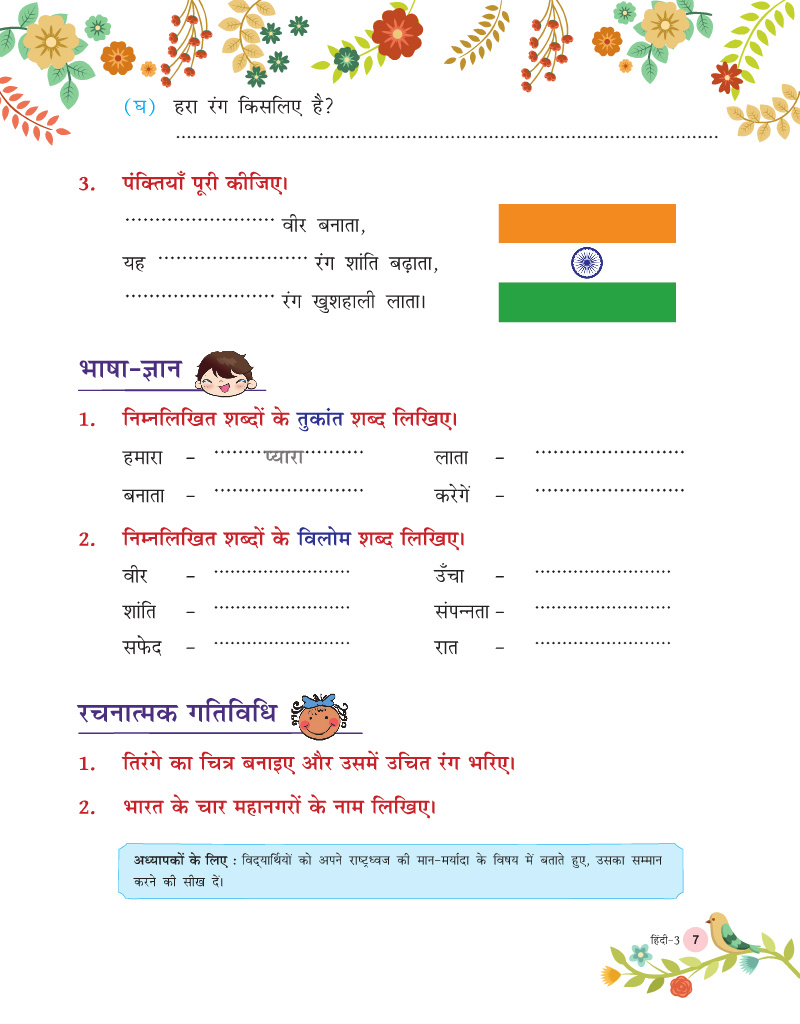 (घ) हरा रंग किसलिए है?
..........................................................................................
3. पंक्तियाँ पूरी कीजिए।
......................... वीर बनाता,
यह ......................... रंग शांति बढ़ाता,
......................... रंग खुशहाली लाता।
भाषा-ज्ञान
1. निम्नलिखित शब्दों के तुकांत शब्द लिखिए।
हमारा – ........प्यारा.......... लाता – .........................
बनाता – ......................... करेगें – .........................
2. निम्नलिखित शब्दों के विलोम शब्द लिखिए।
वीर – ....................... उँचा – .......................
शांति – ....................... संपन्नता – .......................
सफेद – ....................... रात – .......................
रचनात्मक गतिविधि
1. तिरंगे का चित्र बनाइए और उसमें उचित रंग भरिए।
2. भारत के चार महानगरों के नाम लिखिए।
अध्यापकों के लिए : विद्यार्थियों को अपने राष्ट्रध्वज की मान-मर्यादा के विषय में बताते हुए, उसका सम्मान
करने की सीख दें।
हिंदी-3 7